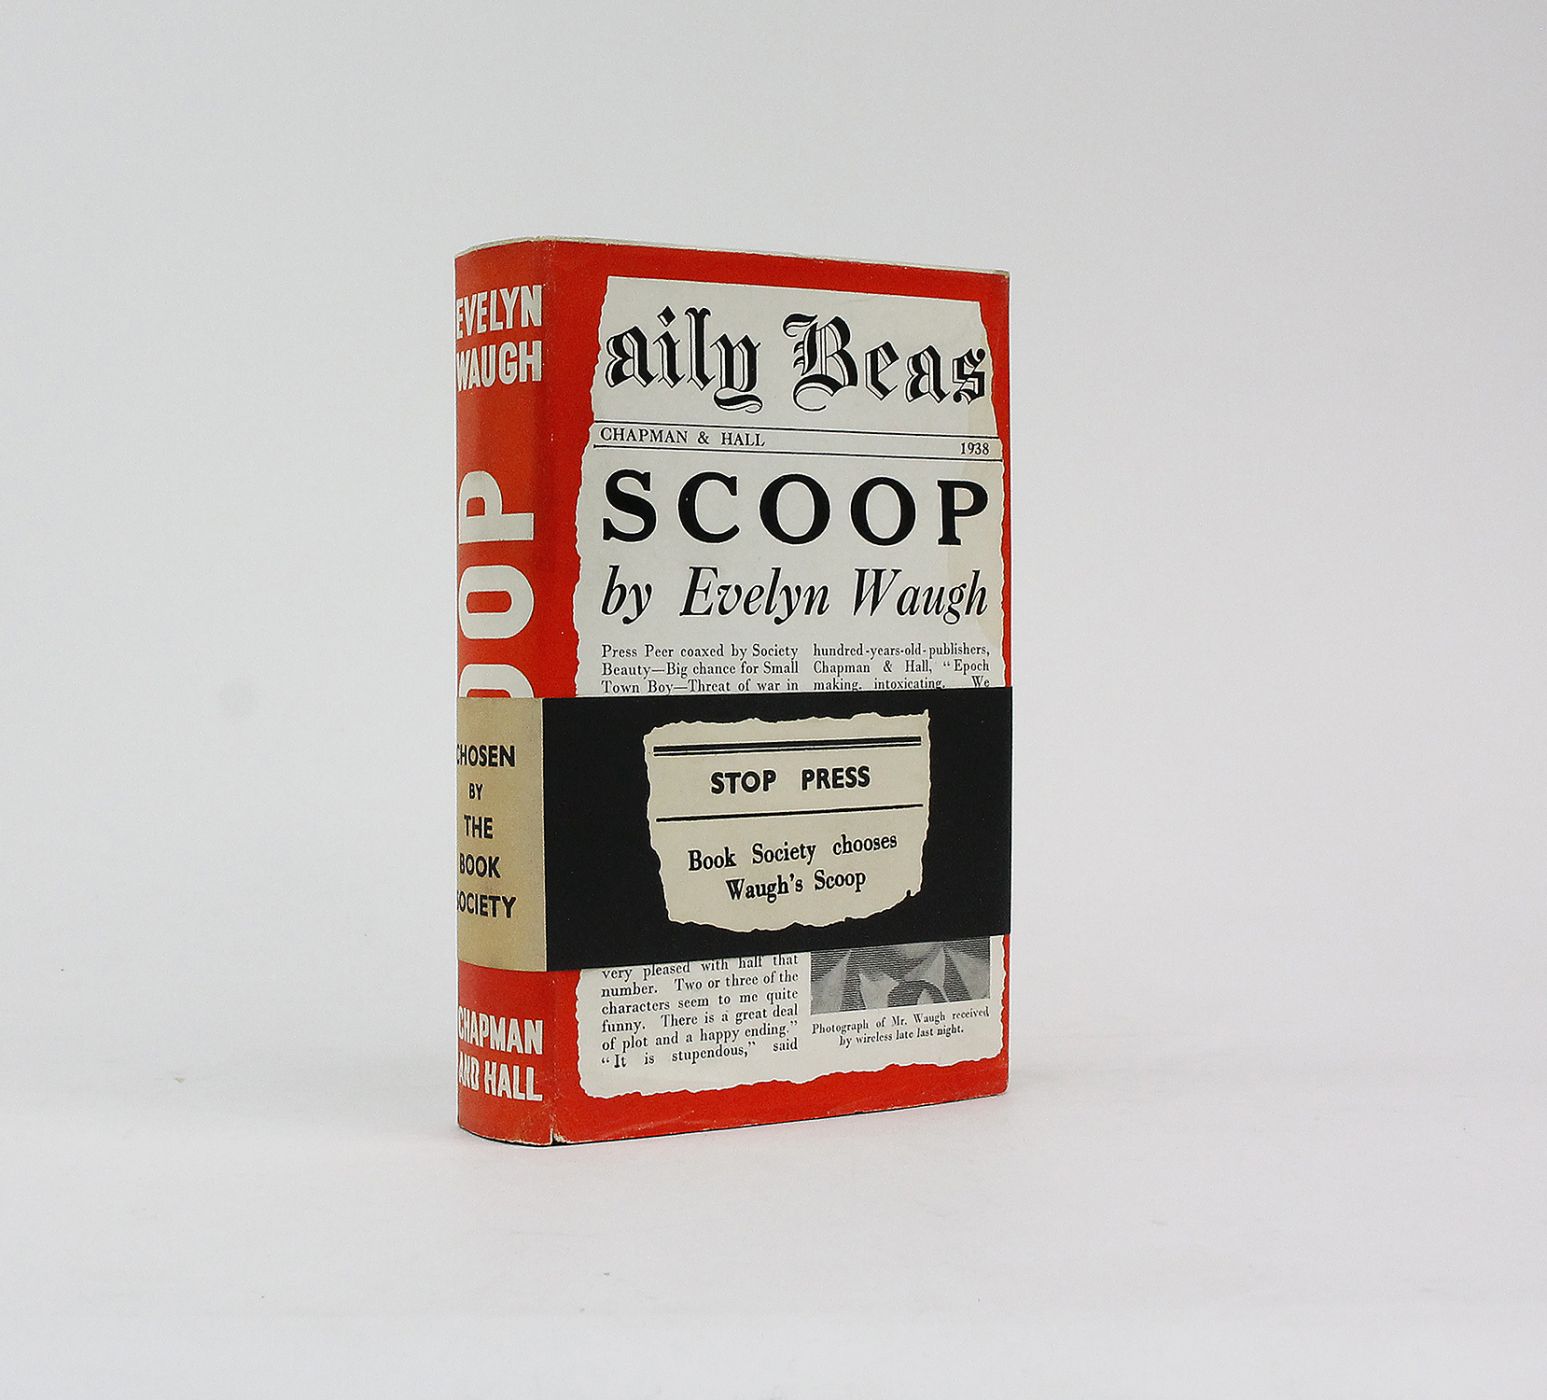 EVELYN
WAUGH
OOP
CHOSEN
BY
THE
BOOK
SOCIETY
CHAPMAN
AND HALL
aily Beas
CHAPMAN & HALL 1938
SCOOP
by Evelyn Waugh
Press Peer coaxed by Society
Beauty—Big chance for Small
Town Boy—Threat of war in
hundred-years-old-publishers,
Chapman & Hall, “Epoch
making, intoxicating. We
STOP PRESS
Book Society chooses
Waugh's Scoop
very pleased with half that
number. Two or three of the
characters seem to me quite
funny. There is a great deal
of plot and a happy ending.”
“It is stupendous,” said
Photograph of Mr. Waugh received
by wireless late last night.